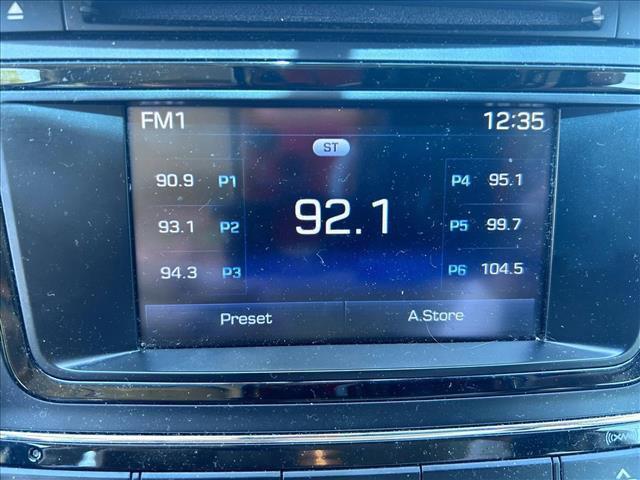 FM1 12:35
ST
90.9 P1
93.1 P2
94.3 P3
92.1
P4 95.1
P5 99.7
P6 104.5
Preset A.Store
((XM))